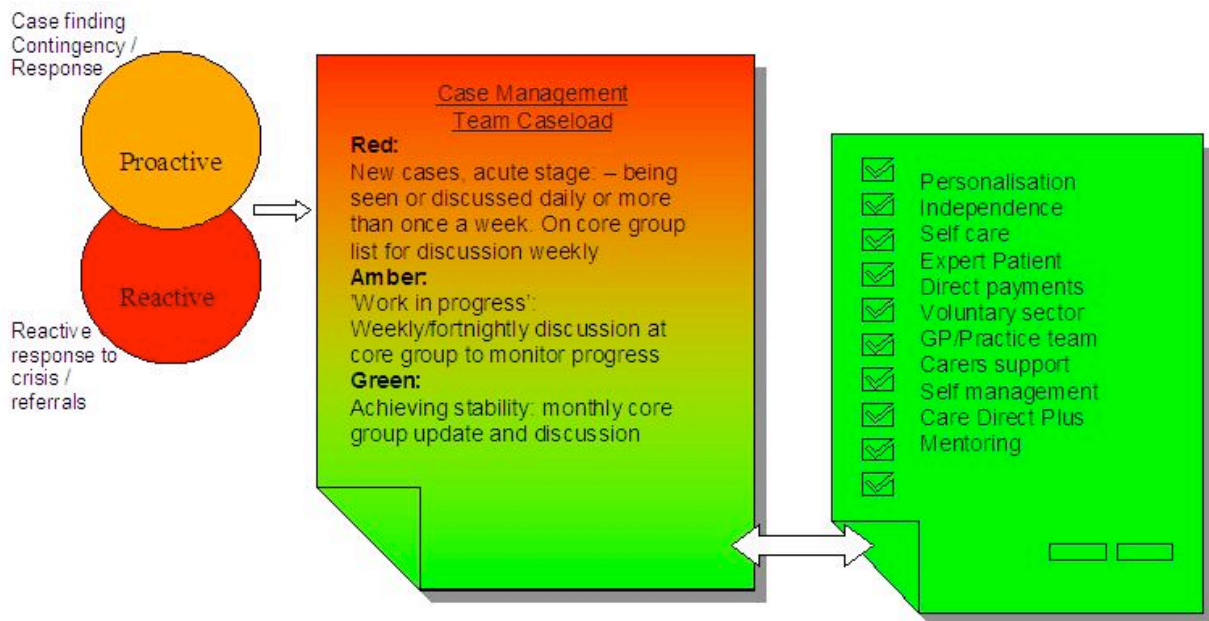 Case finding
Contingency /
Response
Proactive
Reactive
Reactive
response to
crisis /
referrals
Case Management
Team Caseload
Red:
New cases, acute stage: – being
seen or discussed daily or more
than once a week. On core group
list for discussion weekly
Amber:
'Work in progress':
Weekly/fortnightly discussion at
core group to monitor progress
Green:
Achieving stability: monthly core
group update and discussion
Personalisation
Independence
Self care
Expert Patient
Direct payments
Voluntary sector
GP/Practice team
Carers support
Self management
Care Direct Plus
Mentoring